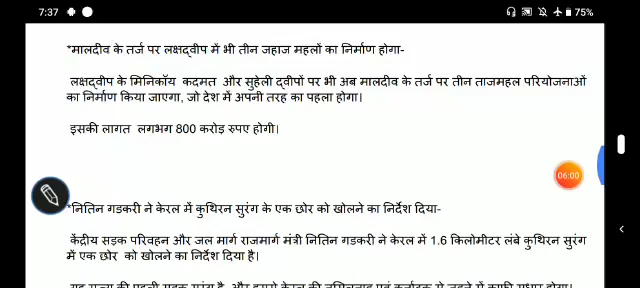 7:37
75%
*मालदीव के तर्ज पर लक्षद्वीप में भी तीन जहाज महलों का निर्माण होगा-
लक्षद्वीप के मिनिकॉय कदमत और सुहेली द्वीपों पर भी अब मालदीव के तर्ज पर तीन ताजमहल परियोजनाओं
का निर्माण किया जाएगा, जो देश में अपनी तरह का पहला होगा।
इसकी लागत लगभग 800 करोड़ रुपए होगी।
06:00
*नितिन गडकरी ने केरल में कुथिरन सुरंग के एक छोर को खोलने का निर्देश दिया-
केंद्रीय सड़क परिवहन और जल मार्ग राजमार्ग मंत्री नितिन गडकरी ने केरल में 1.6 किलोमीटर लंबे कुथिरन सुरंग
में एक छोर को खोलने का निर्देश दिया है।